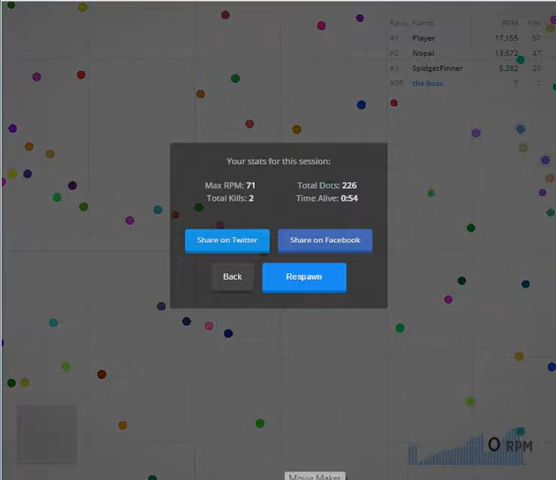 Name RPM Kills
#1 Player 17,155 57
#2 Nopal 13,672 47
#3 SpidgetFinner 5,282 20
the boss 7 2
Your stats for this session:
Max RPM: 71 Total Dots: 226
Total Kills: 2 Time Alive: 0:54
Share on Twitter Share on Facebook
Back Respawn
0 RPM
Movie Maker